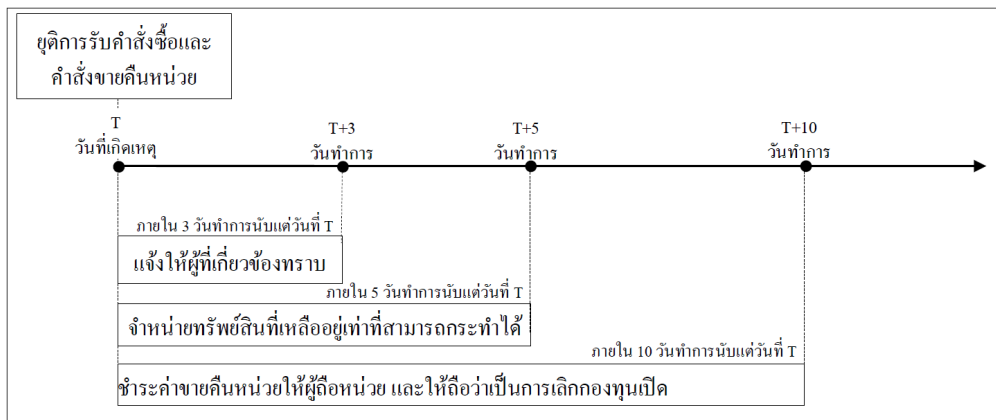 ยุติการรับคำสั่งซื้อและ
คำสั่งขายคืนหน่วย
T
วันที่เกิดเหตุ
T+3
วันทำการ
T+5
วันทำการ
T+10
วันทำการ
ภายใน 3 วันทำการนับแต่วันที่ T
แจ้งให้ผู้ที่เกี่ยวข้องทราบ
ภายใน 5 วันทำการนับแต่วันที่ T
จำหน่ายทรัพย์สินที่เหลืออยู่เท่าที่สามารถกระทำได้
ภายใน 10 วันทำการนับแต่วันที่ T
ชำระค่าขายคืนหน่วยให้ผู้ถือหน่วย และให้ถือว่าเป็นการเลิกกองทุนเปิด